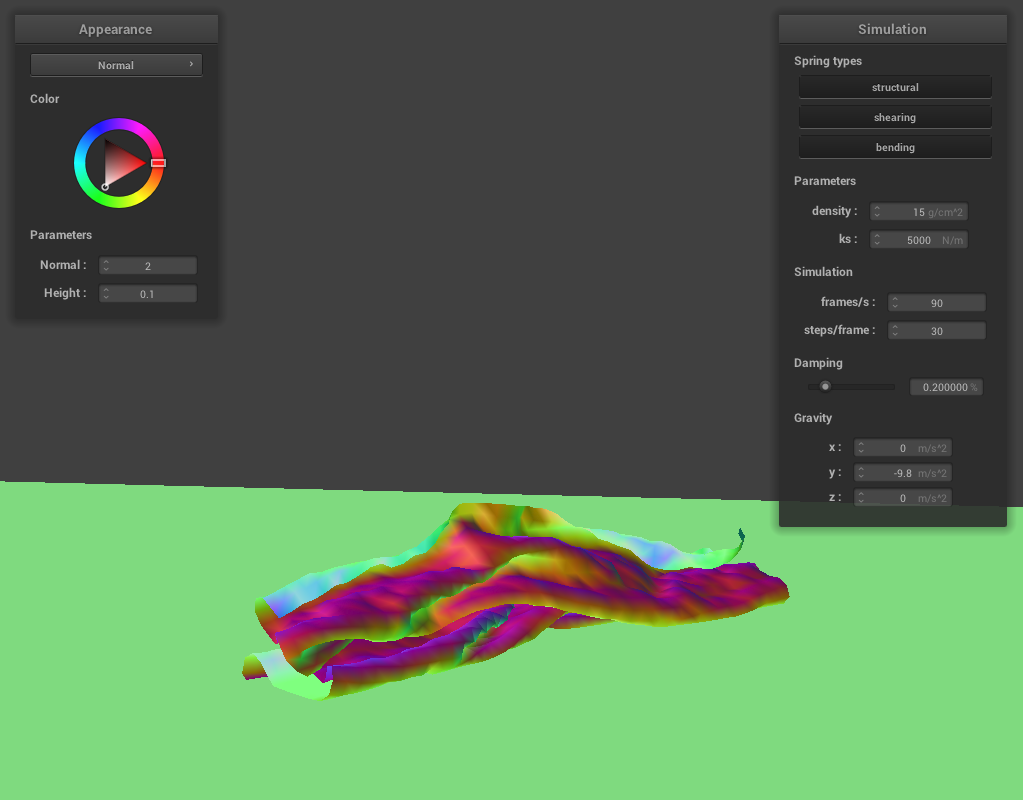 Appearance
Normal
Color
Parameters
Normal : 2
Height : 0.1
Simulation
Spring types
structural
shearing
bending
Parameters
density : 15 g/cm^2
ks : 5000 N/m
Simulation
frames/s : 90
steps/frame : 30
Damping
0.200000 %
Gravity
x : 0 m/s^2
y : -9.8 m/s^2
z : 0 m/s^2